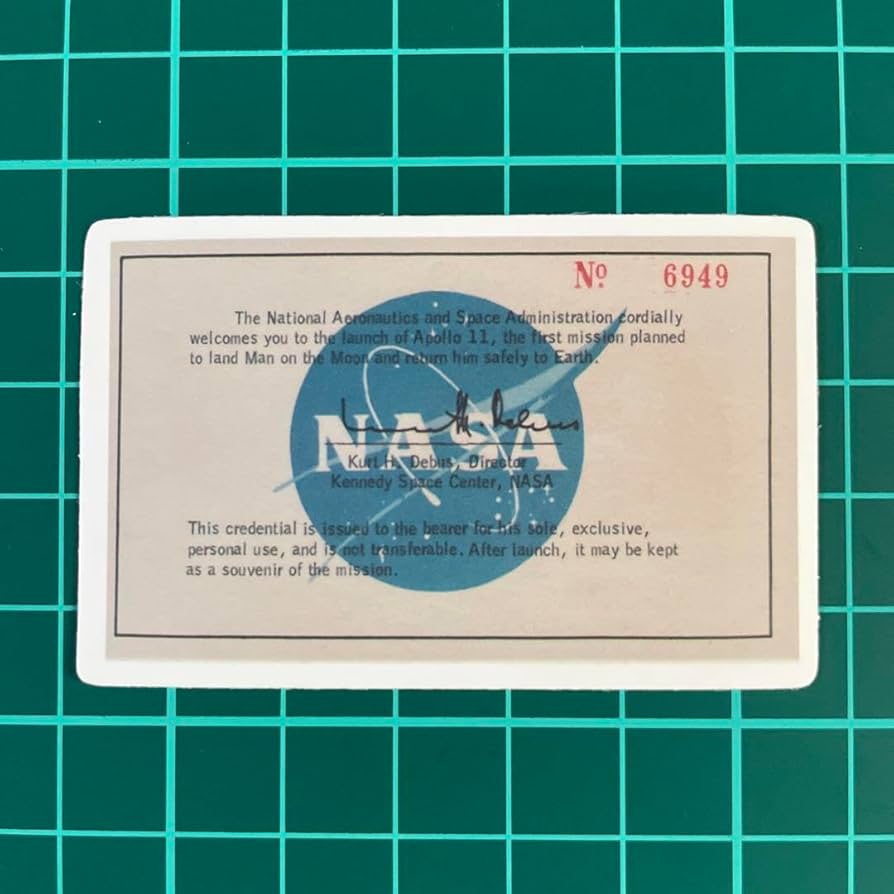 Nº 6949
The National Aeronautics and Space Administration cordially
welcomes you to the launch of Apollo 11, the first mission planned
to land Man on the Moon and return him safely to Earth.
Kurt H. Debus
NASA
Kurt H. Debus, Director
Kennedy Space Center, NASA
This credential is issued to the bearer for his sole, exclusive,
personal use, and is not transferable. After launch, it may be kept
as a souvenir of the mission.